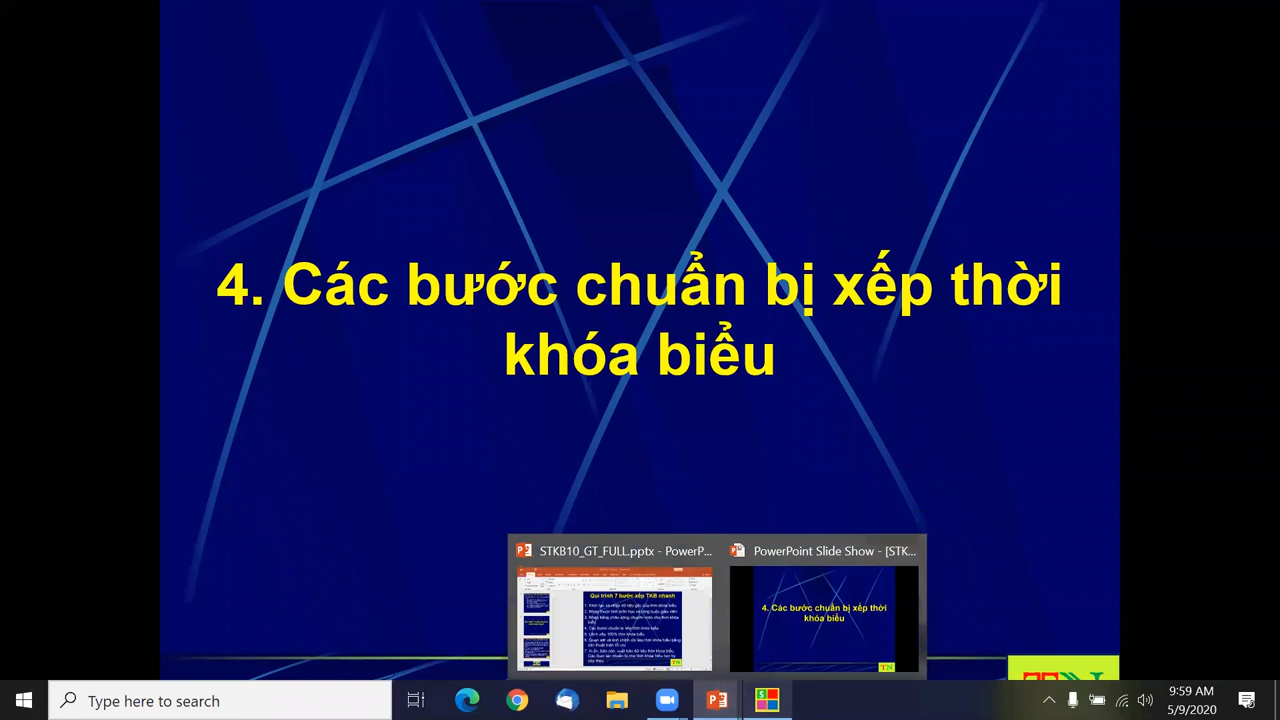 4. Các bước chuẩn bị xếp thời
khóa biểu
STKB10_GT_FULL.pptx - PowerP...
PowerPoint Slide Show - [STK...
Qui trình 7 bước xếp TKB nhanh
4. Các bước chuẩn bị xếp thời
khóa biểu
TN
TN
Type here to search
9:59 AM
5/9/2020